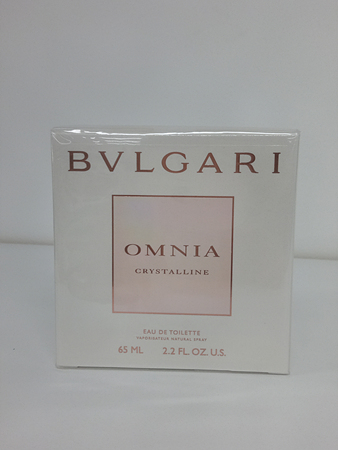 BVLGARI
OMNIA
CRYSTALLINE
EAU DE TOILETTE
VAPORISATEUR NATURAL SPRAY
65 ML 2.2 FL. OZ. U.S.